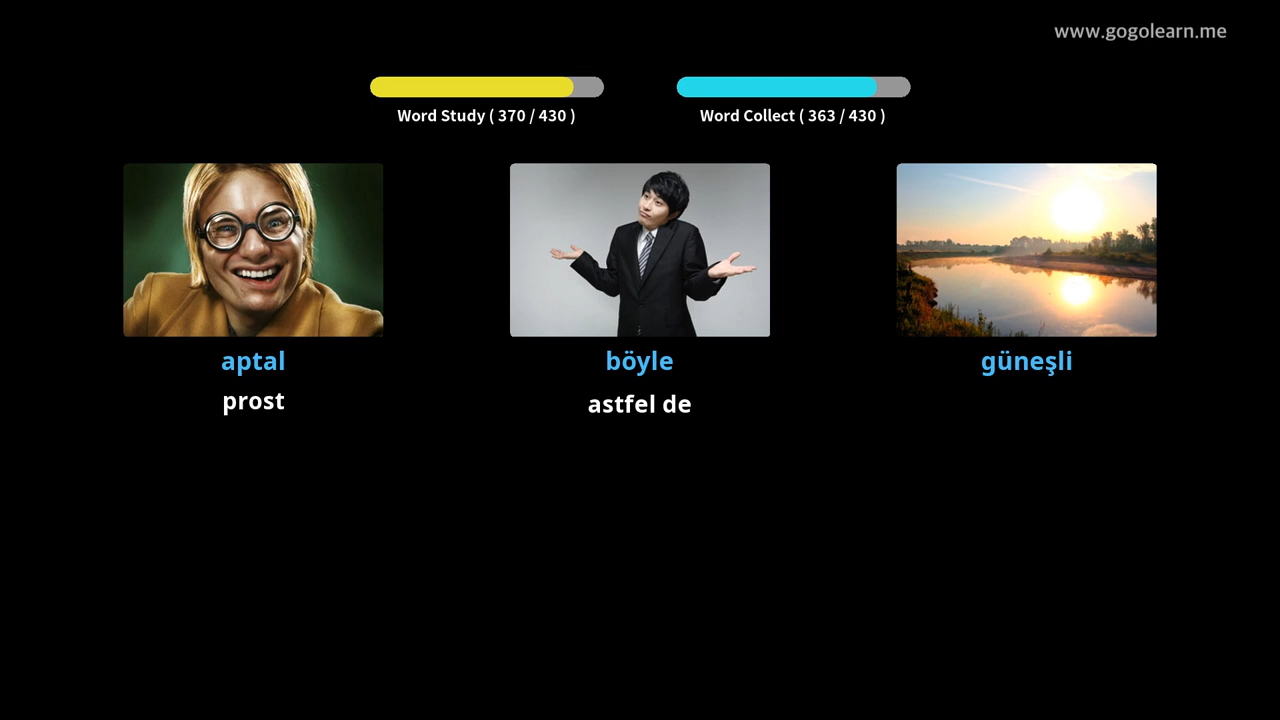 www.gogolearn.me
Word Study ( 370 / 430 )
Word Collect ( 363 / 430 )
aptal
prost
böyle
astfel de
güneşli